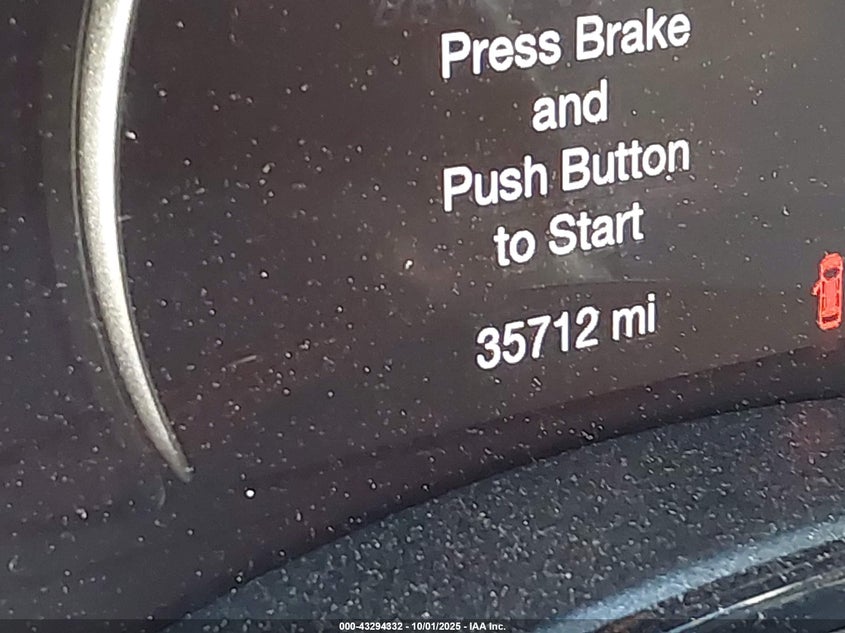 Press Brake
and
Push Button
to Start
35712 mi
000-43294332 - 10/01/2025 - IAA Inc.